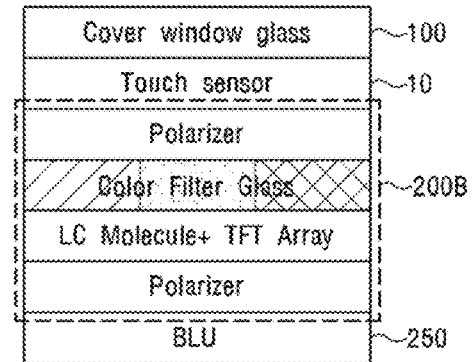 Cover window glass 100
Touch sensor 10
Polarizer
Color Filter Glass 200B
LC Molecule+ TFT Array
Polarizer
BLU 250